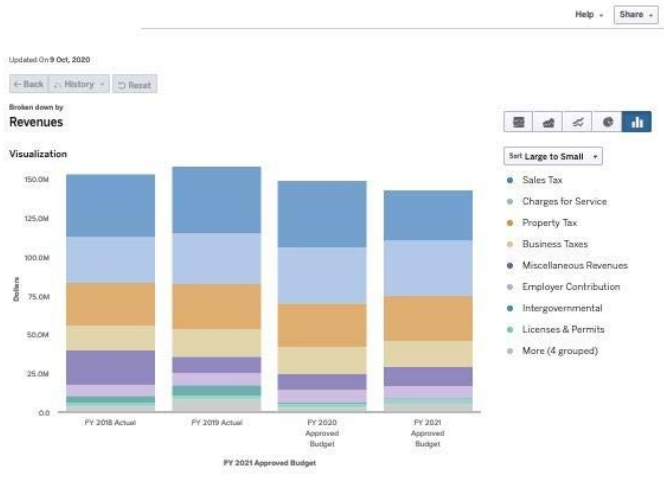 Help
Share
Updated On 9 Oct, 2020
Back
History
Reset
Broken down by
Revenues
Visualization
Sort Large to Small
150.0M
125.0M
100.0M
75.0M
50.0M
25.0M
0.0
Dollars
FY 2018 Actual
FY 2019 Actual
FY 2020
Approved
Budget
FY 2021
Approved
Budget
FY 2021 Approved Budget
Sales Tax
Charges for Service
Property Tax
Business Taxes
Miscellaneous Revenues
Employer Contribution
Intergovernmental
Licenses & Permits
More (4 grouped)